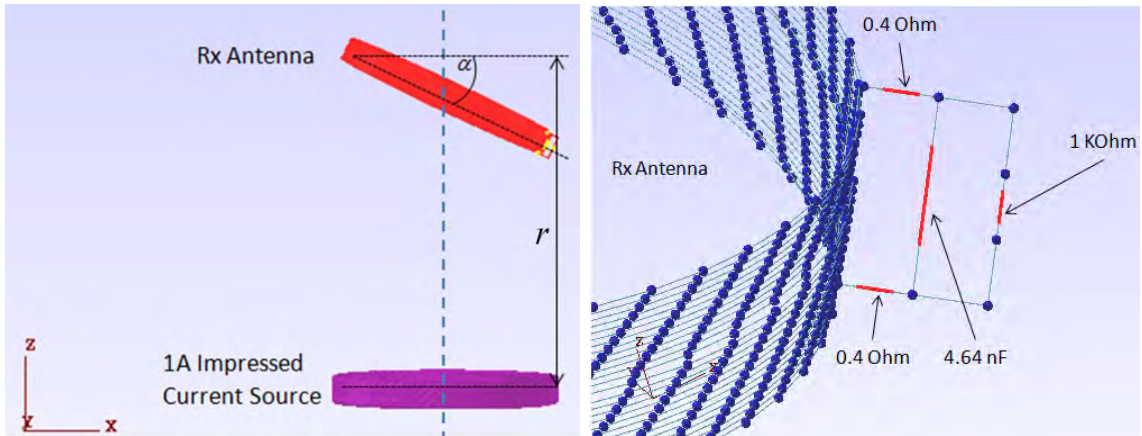 Rx Antenna
α
r
1A Impressed
Current Source
z
Y
x
0.4 Ohm
1 KOhm
Rx Antenna
z
x
0.4 Ohm
4.64 nF